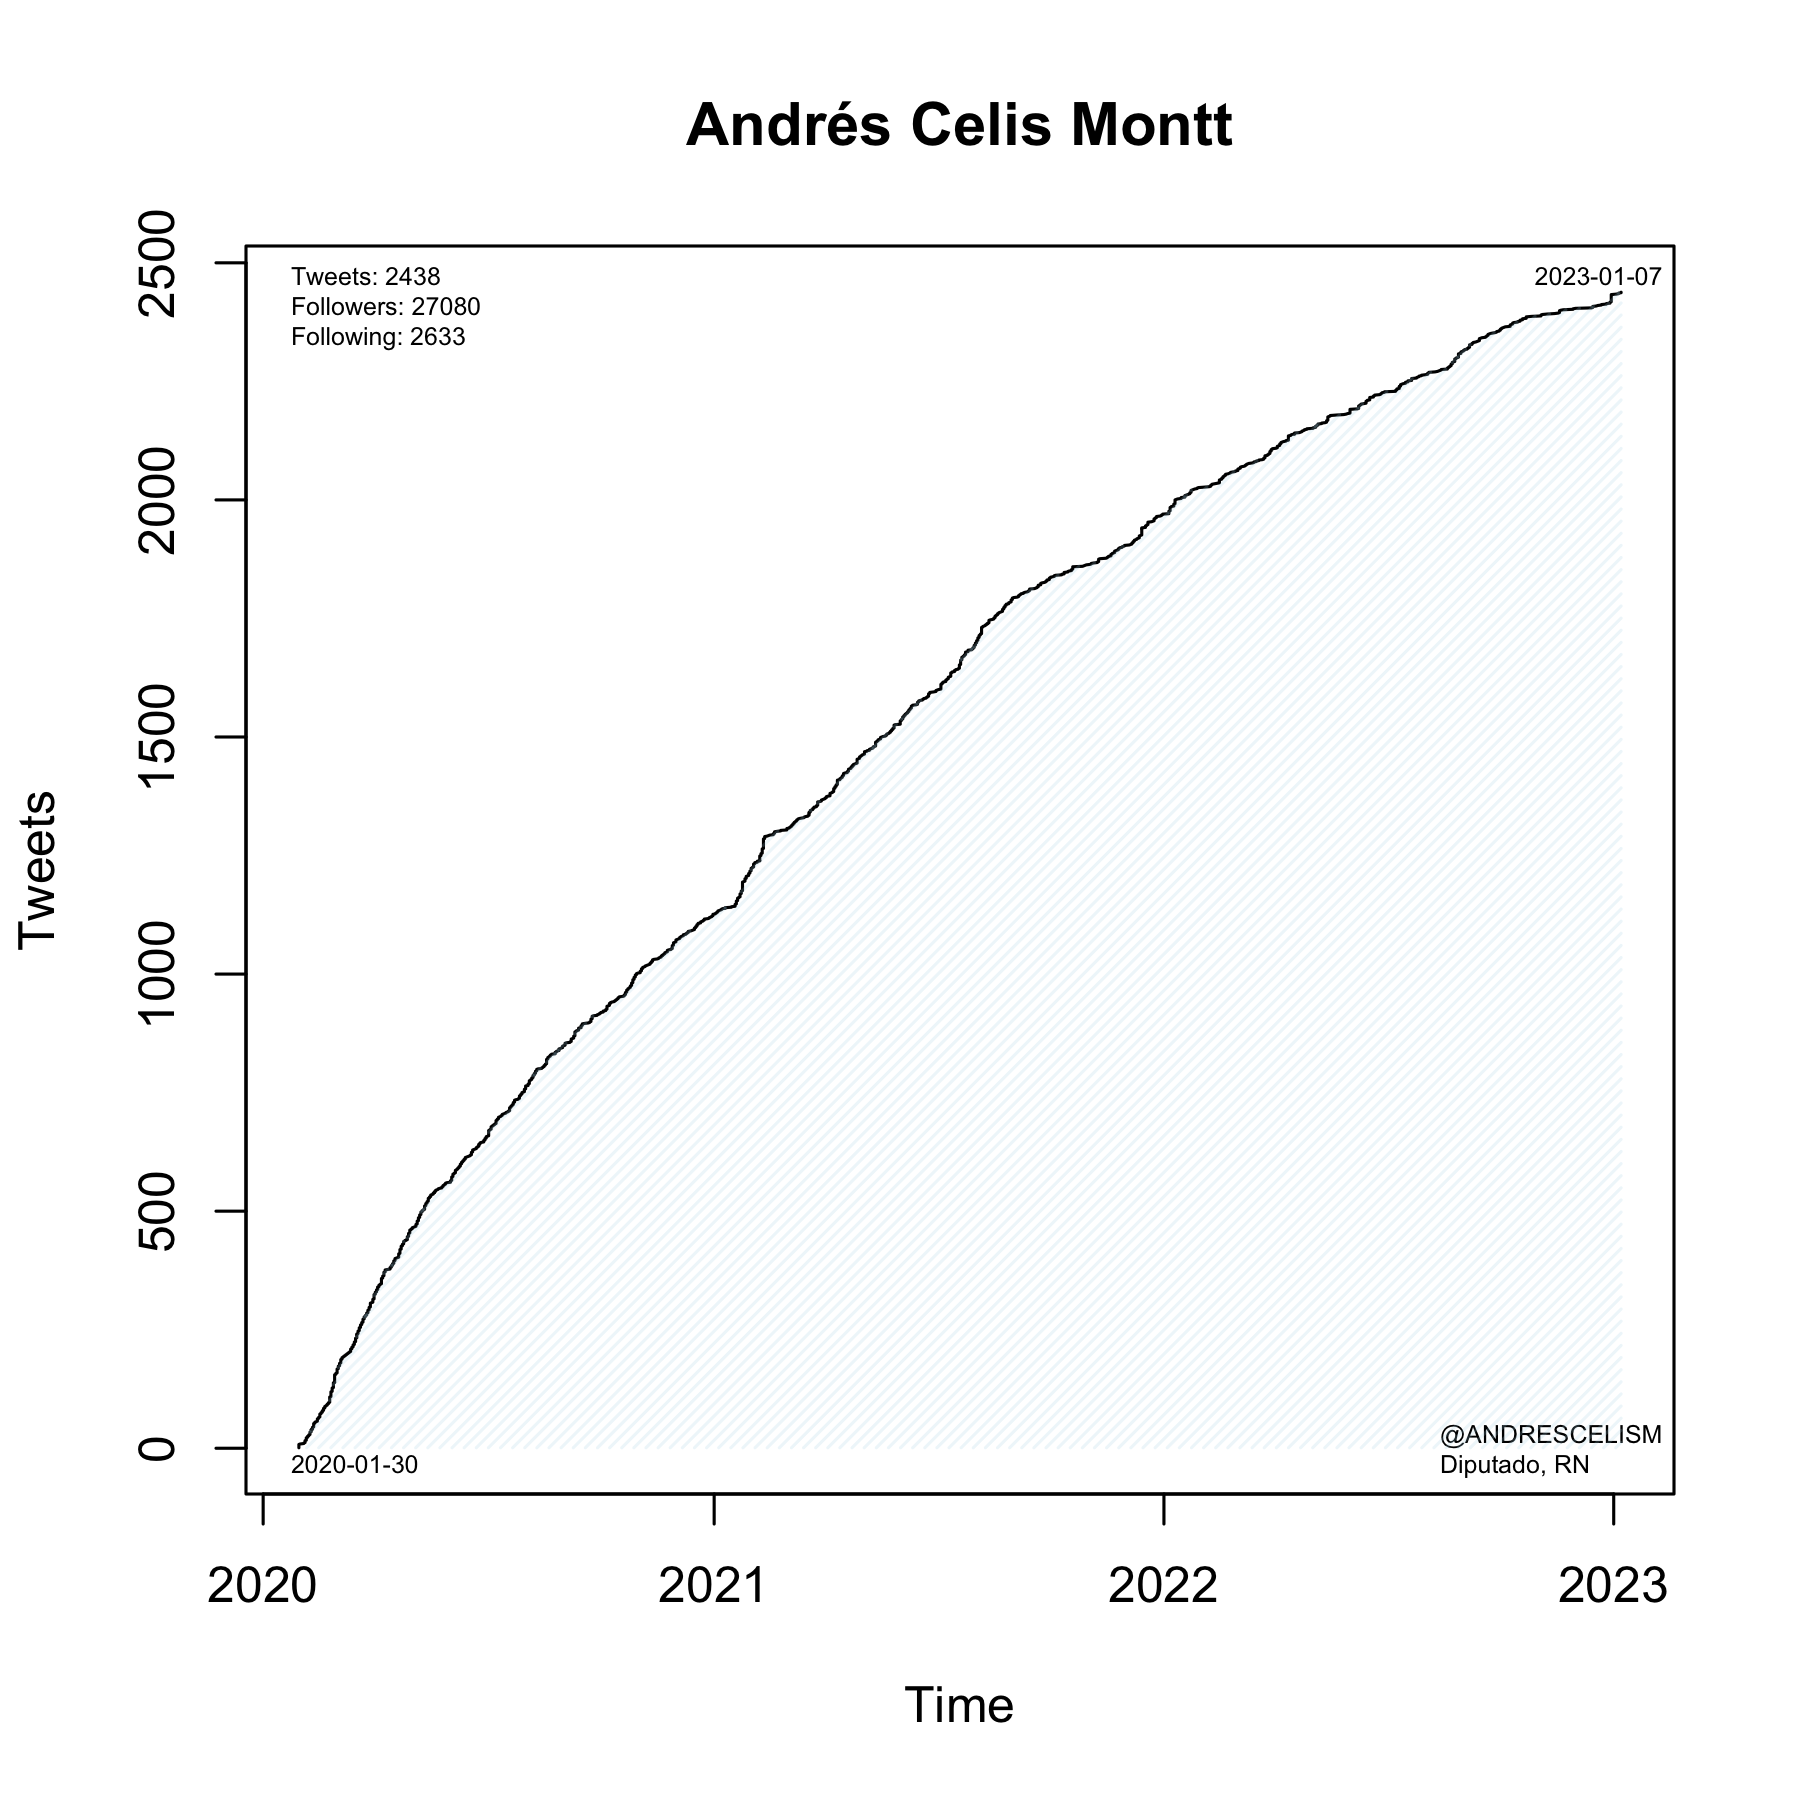 Andrés Celis Montt
Tweets: 2438
Followers: 27080
Following: 2633
2023-01-07
2500
2000
1500
1000
500
0
Tweets
2020-01-30
@ANDRESCELISM
Diputado, RN
2020 2021 2022 2023
Time